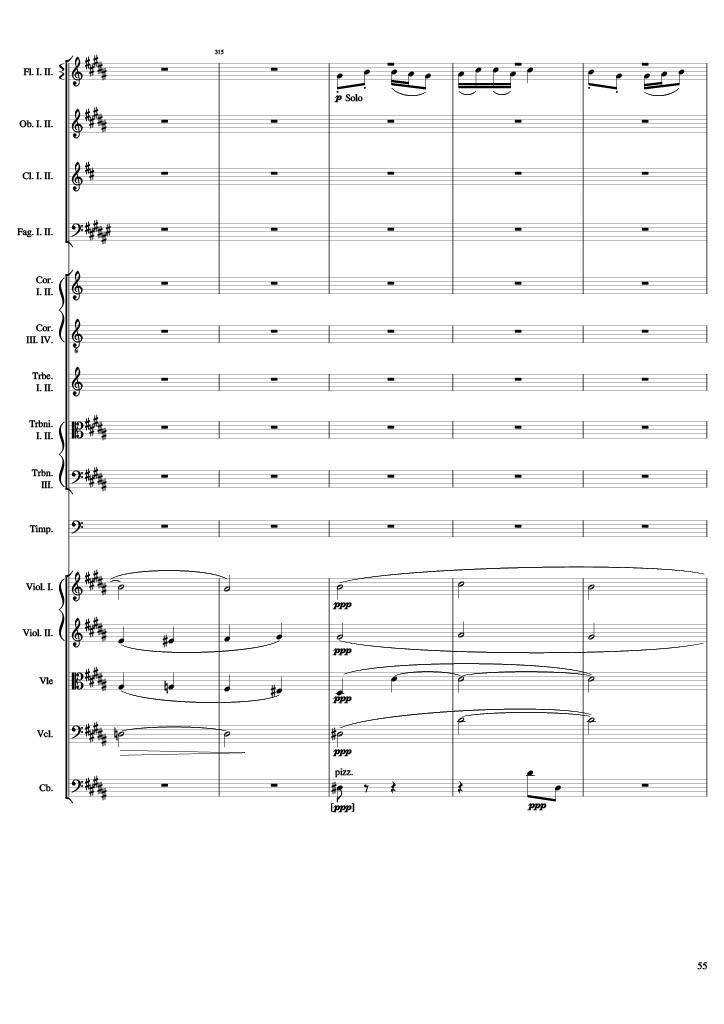 315
Fl. I. II.
p Solo
Ob. I. II.
Cl. I. II.
Fag. I. II.
Cor.
I. II.
Cor.
III. IV.
8
Trbe.
I. II.
Trbni.
I. II.
Trbn.
III.
Timp.
Viol. I.
ppp
Viol. II.
ppp
Vle
ppp
Vcl.
ppp
pizz.
Cb.
[ppp] ppp
55